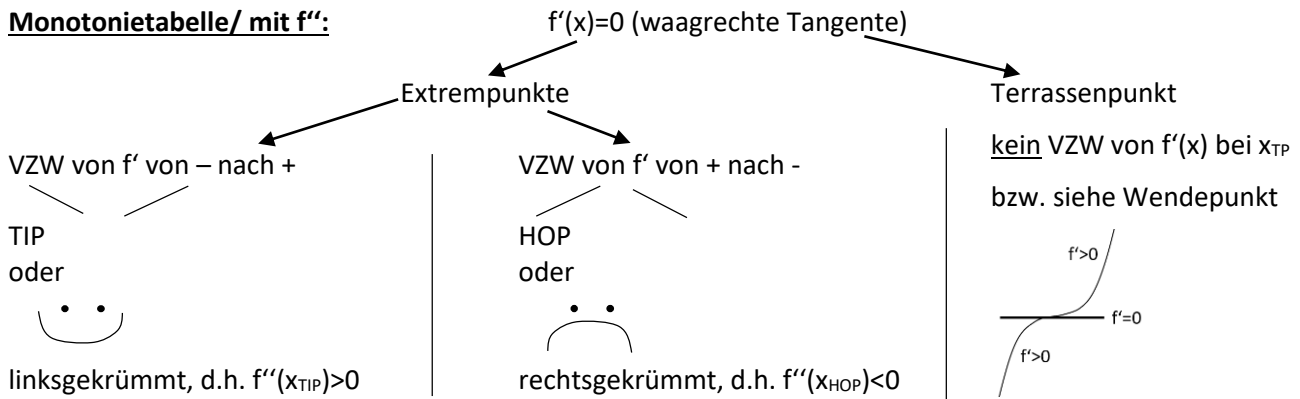 Monotonietabelle/ mit f‘‘:
f‘(x)=0 (waagrechte Tangente)
Extrempunkte
Terrassenpunkt
VZW von f‘ von – nach +
TIP
oder
linksgekrümmt, d.h. f‘‘(xTIP)>0
VZW von f‘ von + nach -
HOP
oder
rechtsgekrümmt, d.h. f‘‘(xHOP)<0
kein VZW von f‘(x) bei xTP
bzw. siehe Wendepunkt
f‘>0
f‘=0
f‘>0